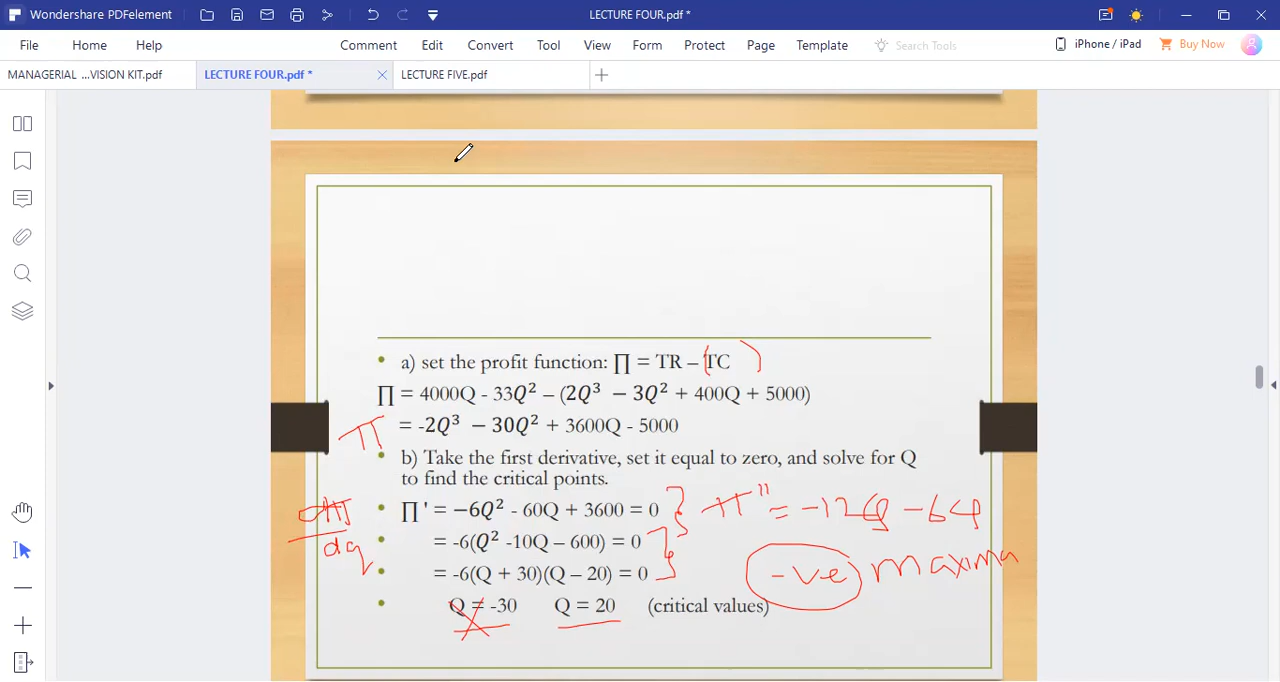 Wondershare PDFelement LECTURE FOUR.pdf *
File Home Help Comment Edit Convert Tool View Form Protect Page Template Search Tools iPhone / iPad Buy Now
MANAGERIAL ...VISION KIT.pdf LECTURE FOUR.pdf * LECTURE FIVE.pdf
• a) set the profit function: ∏ = TR – (TC )
∏ = 4000Q - 33Q² – (2Q³ − 3Q² + 400Q + 5000)
π = -2Q³ − 30Q² + 3600Q - 5000
• b) Take the first derivative, set it equal to zero, and solve for Q
to find the critical points.
• ∏ ' = −6Q² - 60Q + 3600 = 0 } π" = -12Q - 64
dq
• = -6(Q² -10Q – 600) = 0
• = -6(Q + 30)(Q – 20) = 0 } -ve maxima
• Q = -30 Q = 20 (critical values)